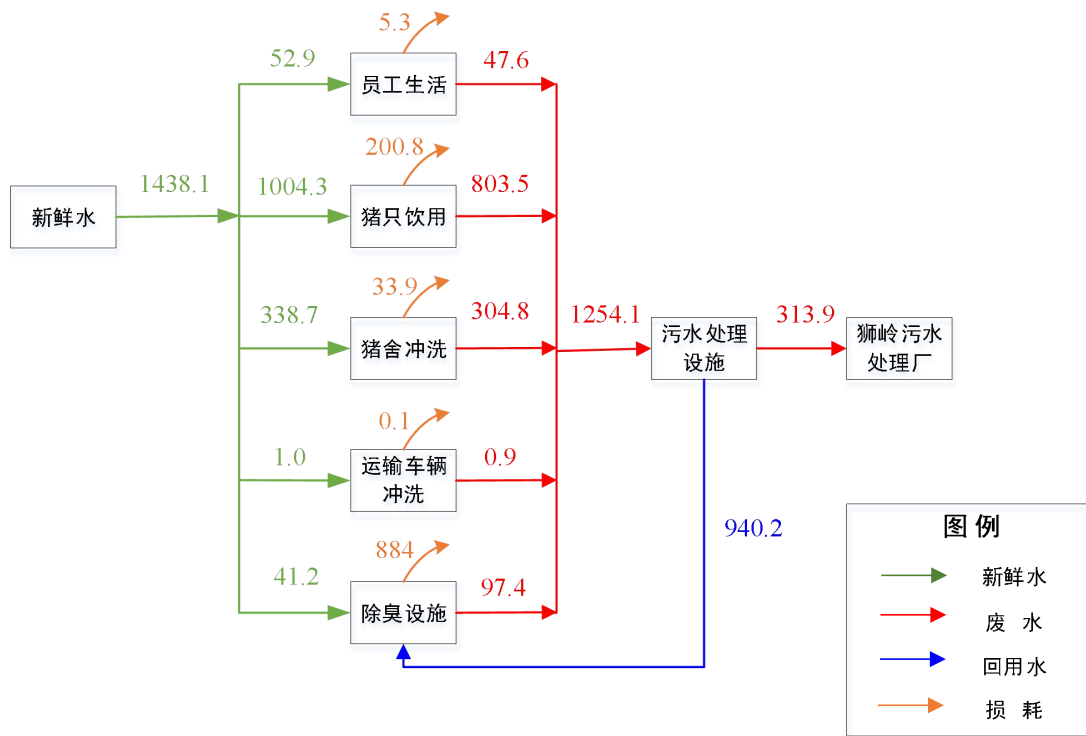 5.3
52.9
员工生活
47.6
200.8
1438.1
1004.3
803.5
新鲜水
猪只饮用
33.9
338.7
猪舍冲洗
304.8
1254.1
污水处理
设施
313.9
狮岭污水
处理厂
0.1
1.0
运输车辆
冲洗
0.9
940.2
884
41.2
除臭设施
97.4
图例
新鲜水
废 水
回用水
损 耗